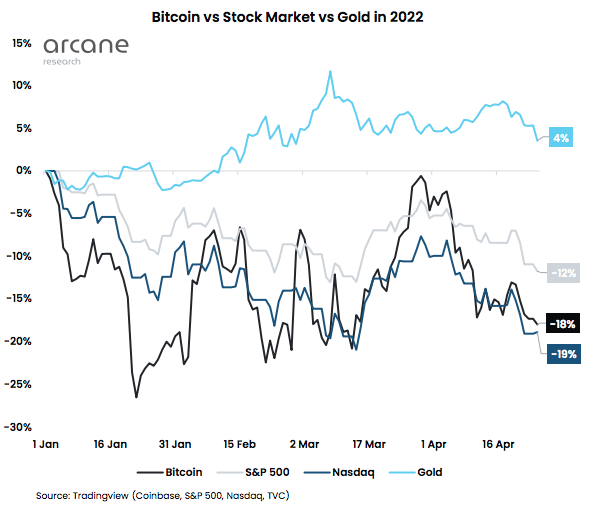 Bitcoin vs Stock Market vs Gold in 2022
arcane
research
15%
10%
5%
0%
-5%
-10%
-15%
-20%
-25%
-30%
4%
-12%
-18%
-19%
1 Jan 16 Jan 31 Jan 15 Feb 2 Mar 17 Mar 1 Apr 16 Apr
Bitcoin S&P 500 Nasdaq Gold
Source: Tradingview (Coinbase, S&P 500, Nasdaq, TVC)